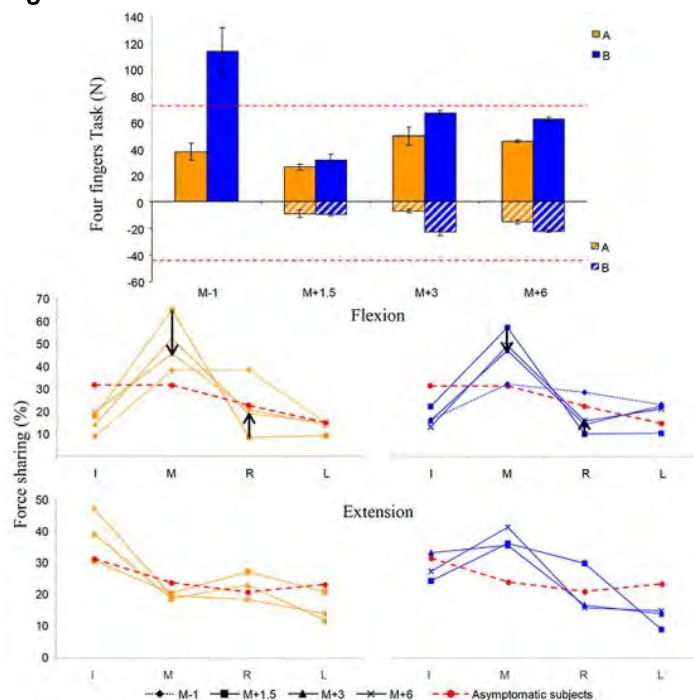 140
120
100
80
60
40
20
0
-20
-40
-60
Four fingers Task (N)
A
B
A
B
M-1 M+1.5 M+3 M+6
Flexion
70
60
50
40
30
20
10
I M R L
I M R L
Force sharing (%)
Extension
50
40
30
20
10
0
I M R L
I M R L
M-1 M+1.5 M+3 M+6 Asymptomatic subjects